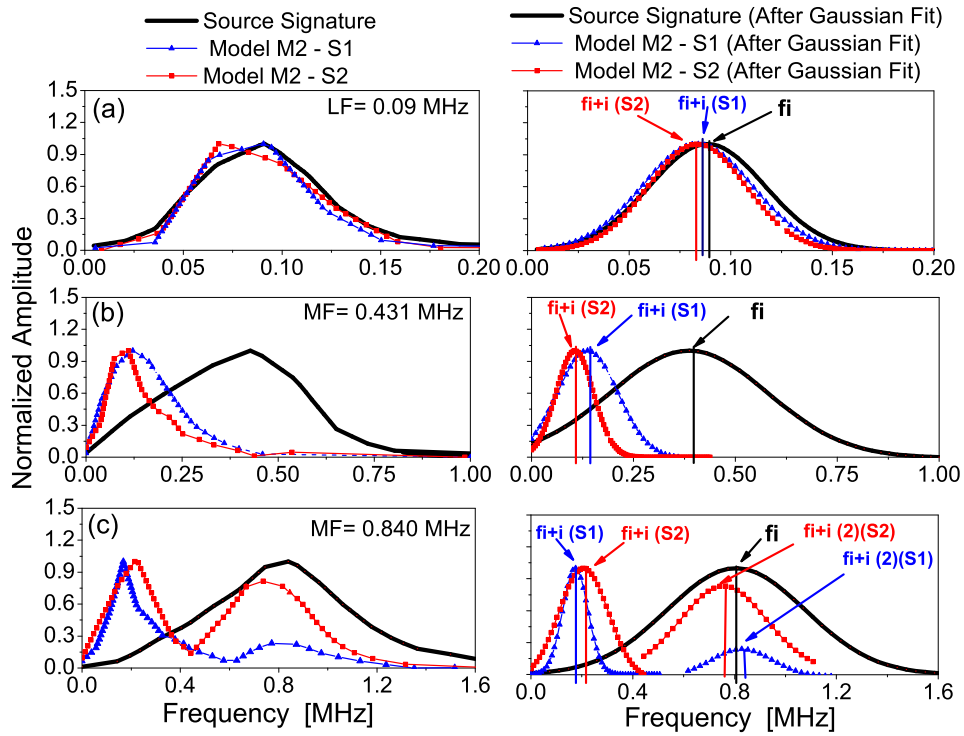 Source Signature
Model M2 - S1
Model M2 - S2
Source Signature (After Gaussian Fit)
Model M2 - S1 (After Gaussian Fit)
Model M2 - S2 (After Gaussian Fit)
Normalized Amplitude
(a)
LF= 0.09 MHz
1.5
1.2
0.9
0.6
0.3
0.0
0.00 0.05 0.10 0.15 0.20
fi+i (S2)
fi+i (S1)
fi
0.00 0.05 0.10 0.15 0.20
(b)
MF= 0.431 MHz
1.5
1.2
0.9
0.6
0.3
0.0
0.00 0.25 0.50 0.75 1.00
fi+i (S2)
fi+i (S1)
fi
0.00 0.25 0.50 0.75 1.00
(c)
MF= 0.840 MHz
1.5
1.2
0.9
0.6
0.3
0.0
0.0 0.4 0.8 1.2 1.6
Frequency [MHz]
fi+i (S1)
fi+i (S2)
fi
fi+i (2)(S2)
fi+i (2)(S1)
0.0 0.4 0.8 1.2 1.6
Frequency [MHz]